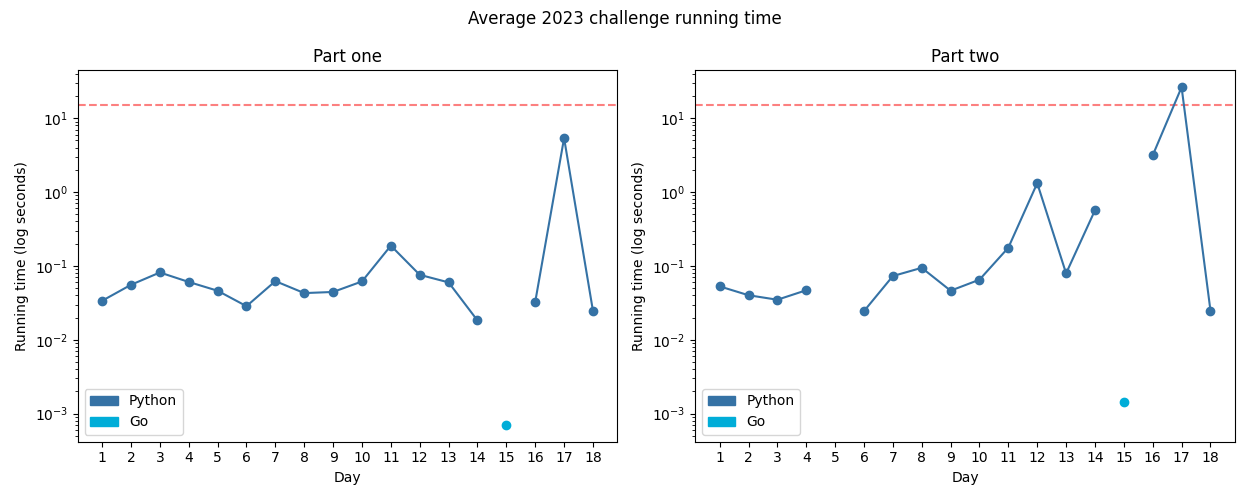 Average 2023 challenge running time
Part one
Running time (log seconds)
10¹
10⁰
10⁻¹
10⁻²
10⁻³
Python
Go
1 2 3 4 5 6 7 8 9 10 11 12 13 14 15 16 17 18
Day
Part two
Running time (log seconds)
10¹
10⁰
10⁻¹
10⁻²
10⁻³
Python
Go
1 2 3 4 5 6 7 8 9 10 11 12 13 14 15 16 17 18
Day